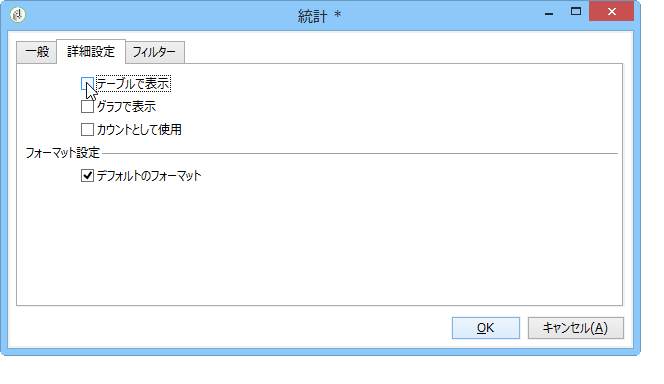 統計 *
一般 詳細設定 フィルター
テーブルで表示
グラフで表示
カウントとして使用
フォーマット設定
デフォルトのフォーマット
OK キャンセル(A)